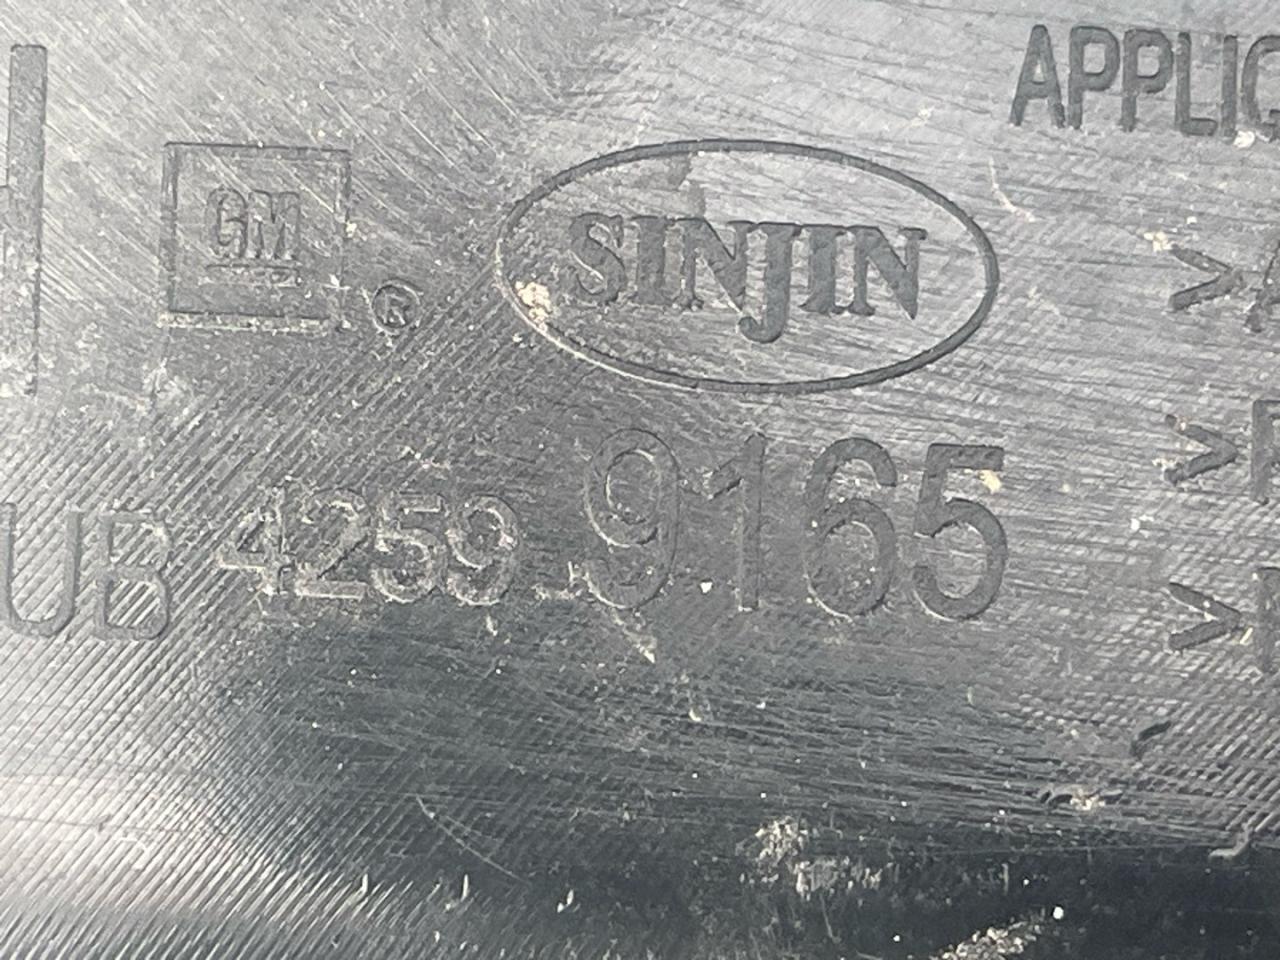 APPLIC
GM
®
SINJIN
>
>
UB 4259-9165
>